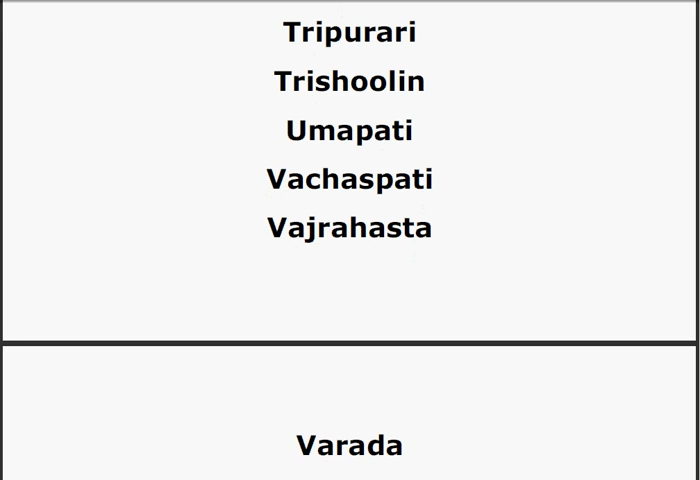 Tripurari
Trishoolin
Umapati
Vachaspati
Vajrahasta
Varada